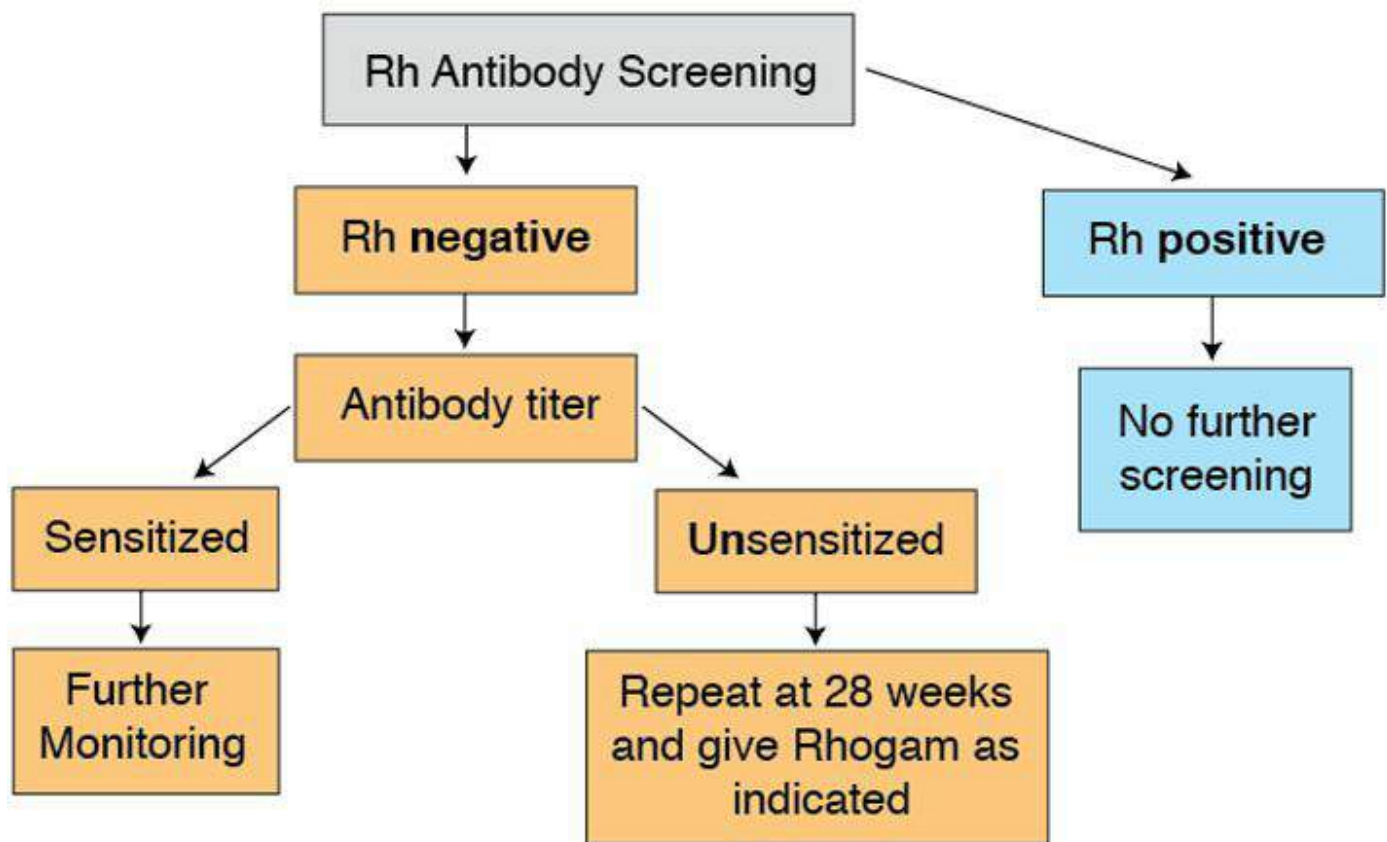 Rh Antibody Screening
Rh negative
Rh positive
Antibody titer
No further
screening
Sensitized
Unsensitized
Further
Monitoring
Repeat at 28 weeks
and give Rhogam as
indicated